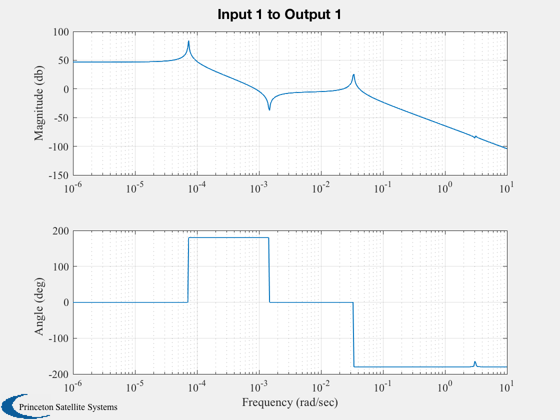 Input 1 to Output 1
Magnitude (db)
100
50
0
-50
-100
-150
10^-6 10^-5 10^-4 10^-3 10^-2 10^-1 10^0 10^1
Angle (deg)
200
100
0
-100
-200
10^-6 10^-5 10^-4 10^-3 10^-2 10^-1 10^0 10^1
Frequency (rad/sec)
Princeton Satellite Systems